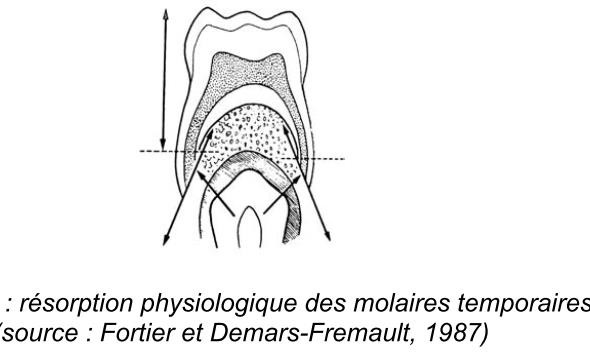 : résorption physiologique des molaires temporaires
(source : Fortier et Demars-Fremault, 1987)